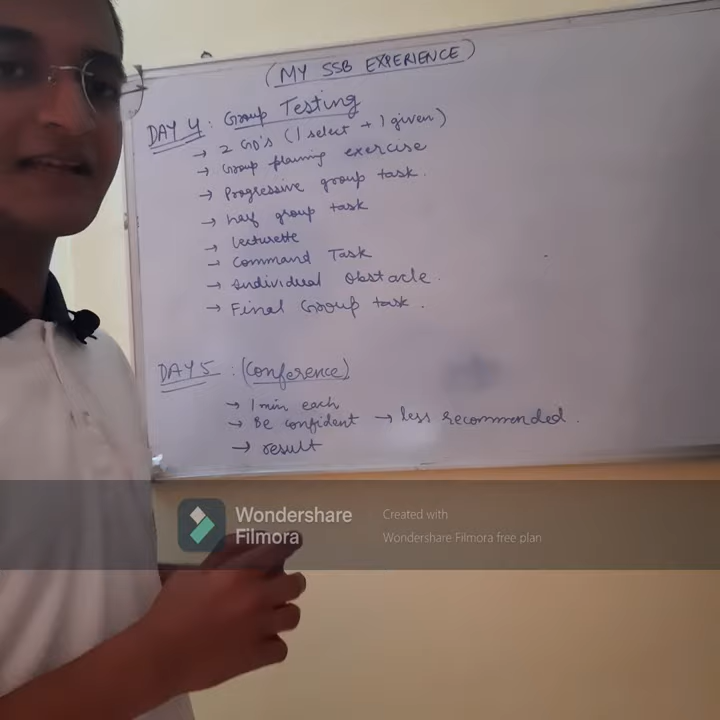 (MY SSB EXPERIENCE)
DAY 4 : Group Testing
→ 2 GD's (1 select + 1 given)
→ Group planning exercise
→ Progressive group task.
→ half group task
→ lecturette
→ Command Task
→ individual obstacle.
→ Final Group task.
DAY 5 : (Conference)
→ 1 min each
→ Be confident → less recommended.
→ result
Wondershare
Filmora
Created with
Wondershare Filmora free plan